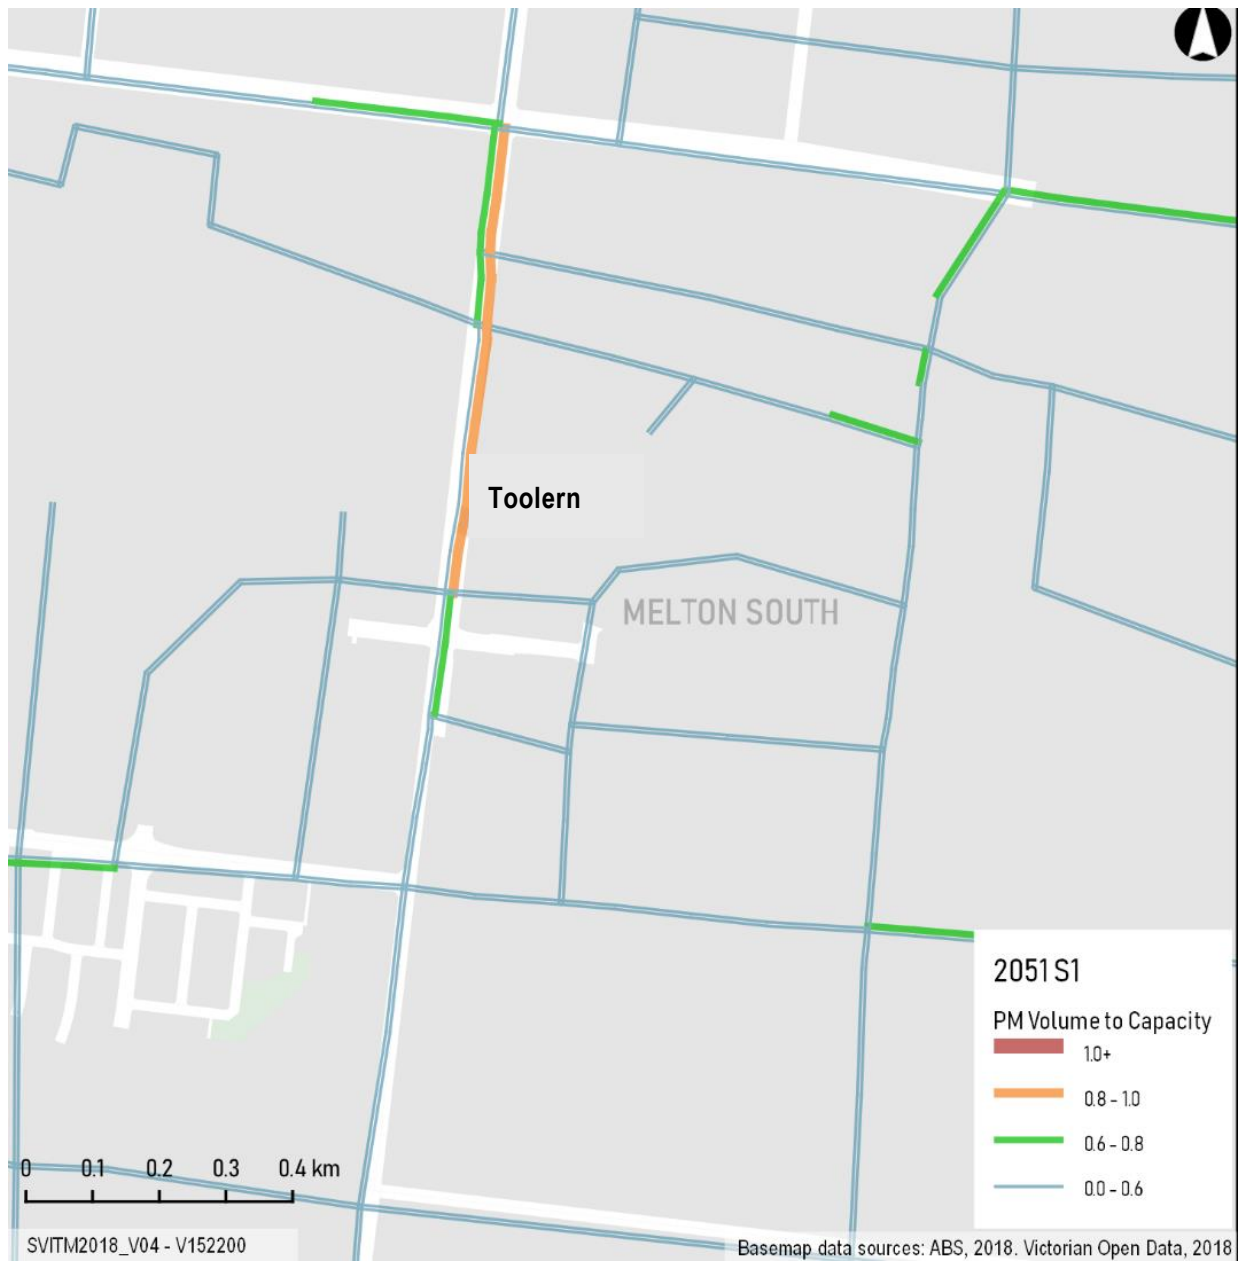 Toolern
MELTON SOUTH
2051 S1
PM Volume to Capacity
1.0+
0.8 - 1.0
0.6 - 0.8
0.0 - 0.6
0 0.1 0.2 0.3 0.4 km
SVITM2018_V04 - V152200
Basemap data sources: ABS, 2018. Victorian Open Data, 2018